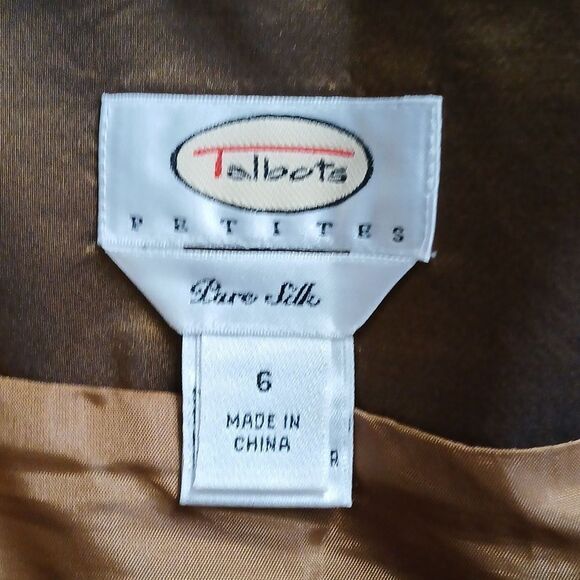 Talbots
PETITES
Pure Silk
6
MADE IN
CHINA
R